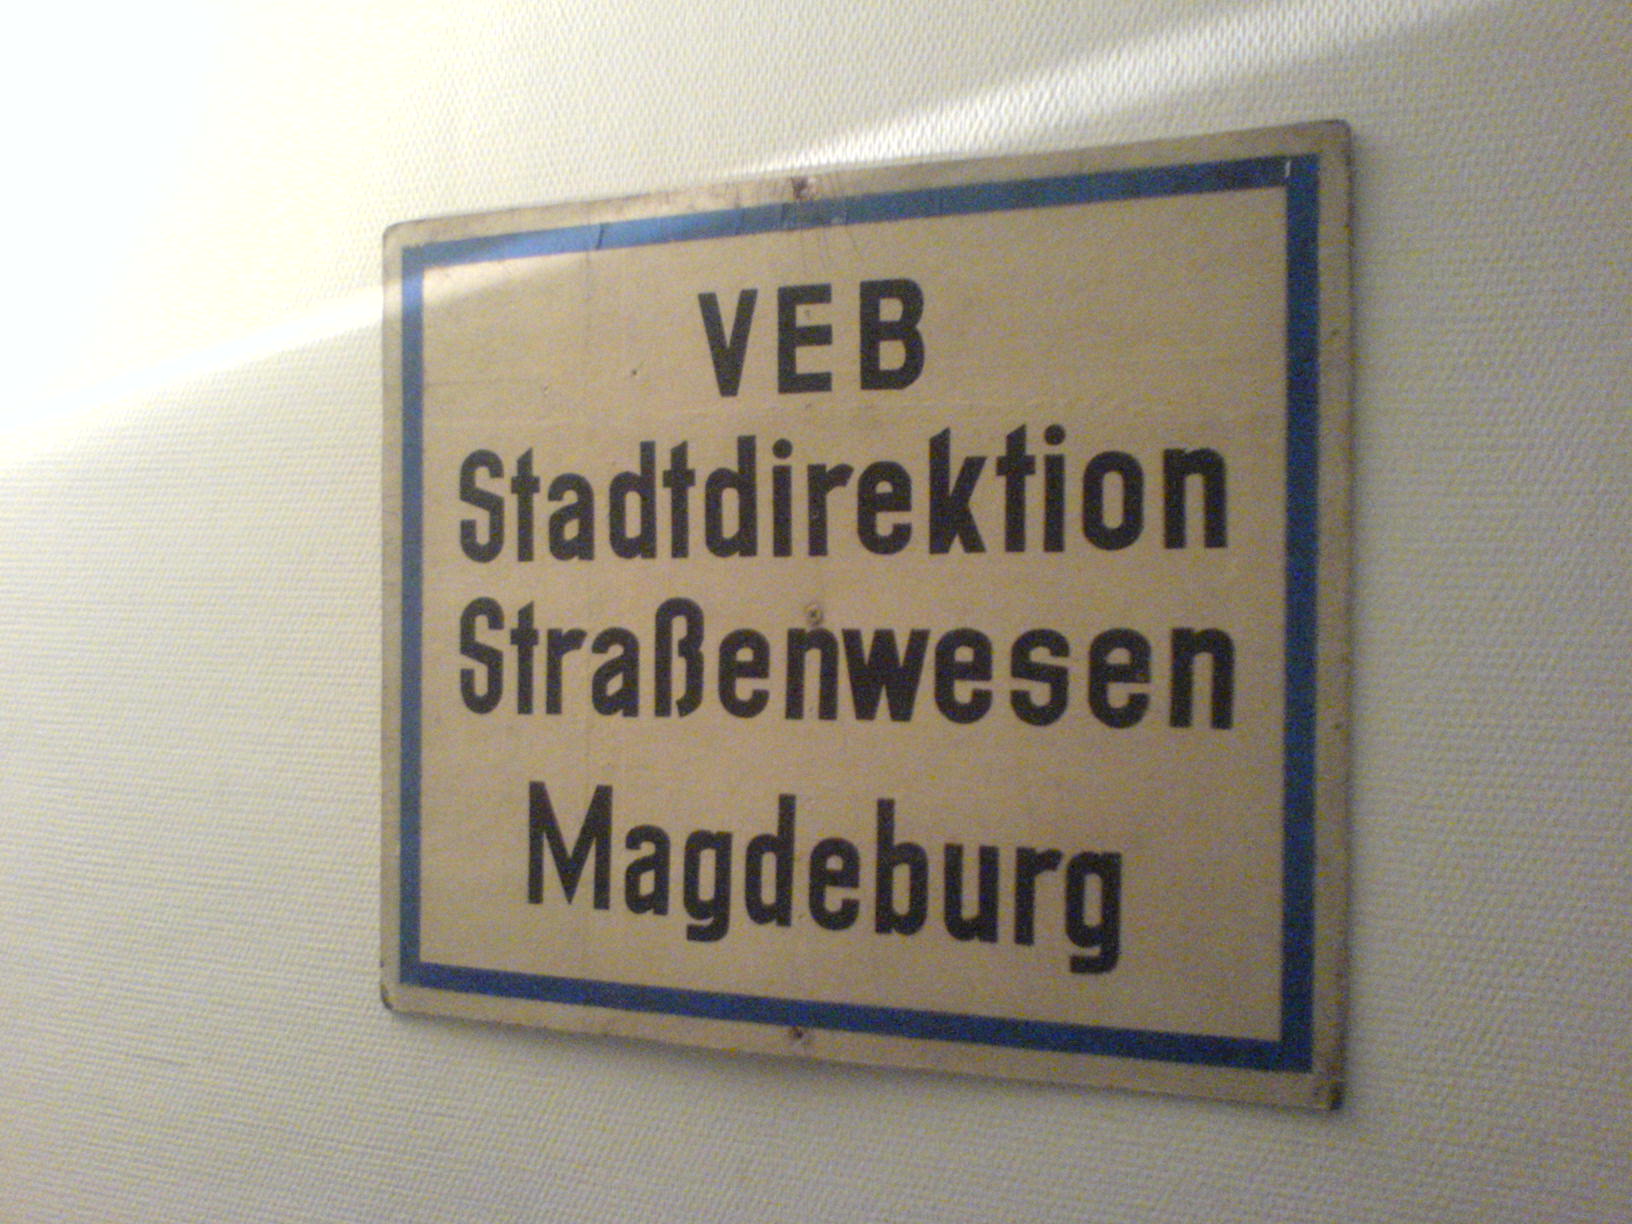 VEB
Stadtdirektion
Straßenwesen
Magdeburg